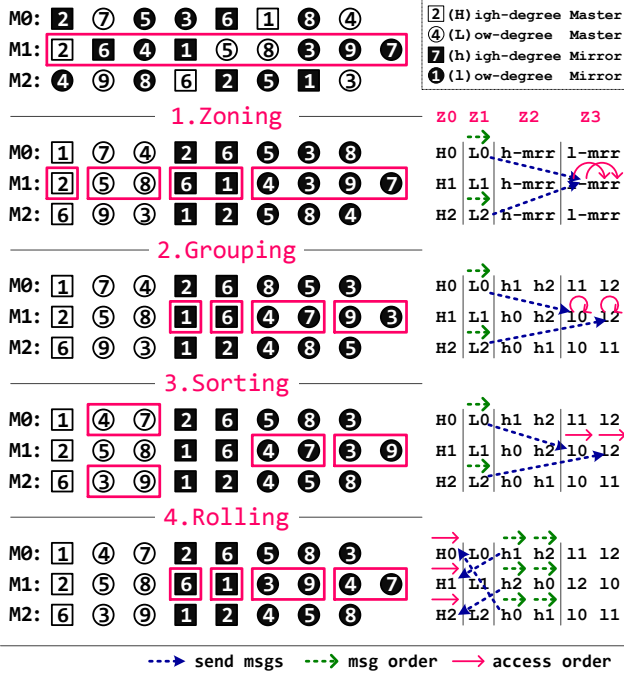 M0: 2 7 5 3 6 1 8 4
M1: 2 6 4 1 5 8 3 9 7
M2: 4 9 8 6 2 5 1 3
2 (H)igh-degree Master
4 (L)ow-degree Master
7 (h)igh-degree Mirror
1 (l)ow-degree Mirror
1.Zoning
Z0 Z1 Z2 Z3
M0: 1 7 4 2 6 5 3 8
M1: 2 5 8 6 1 4 3 9 7
M2: 6 9 3 1 2 5 8 4
H0 L0 h-mrr l-mrr
H1 L1 h-mrr l-mrr
H2 L2 h-mrr l-mrr
2.Grouping
M0: 1 7 4 2 6 8 5 3
M1: 2 5 8 1 6 4 7 9 3
M2: 6 9 3 1 2 4 8 5
H0 L0 h1 h2 l1 l2
H1 L1 h0 h2 l0 l2
H2 L2 h0 h1 l0 l1
3.Sorting
M0: 1 4 7 2 6 5 8 3
M1: 2 5 8 1 6 4 7 3 9
M2: 6 3 9 1 2 4 5 8
H0 L0 h1 h2 l1 l2
H1 L1 h0 h2 l0 l2
H2 L2 h0 h1 l0 l1
4.Rolling
M0: 1 4 7 2 6 5 8 3
M1: 2 5 8 6 1 3 9 4 7
M2: 6 3 9 1 2 4 5 8
H0 L0 h1 h2 l1 l2
H1 L1 h2 h0 l2 l0
H2 L2 h0 h1 l0 l1
send msgs msg order access order